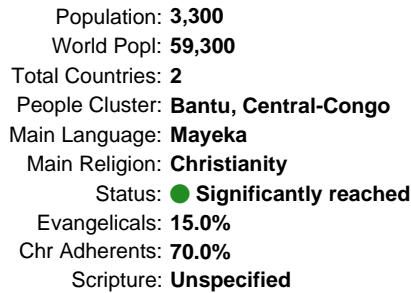 Population: 3,300
World Popl: 59,300
Total Countries: 2
People Cluster: Bantu, Central-Congo
Main Language: Mayeka
Main Religion: Christianity
Status: Significantly reached
Evangelicals: 15.0%
Chr Adherents: 70.0%
Scripture: Unspecified